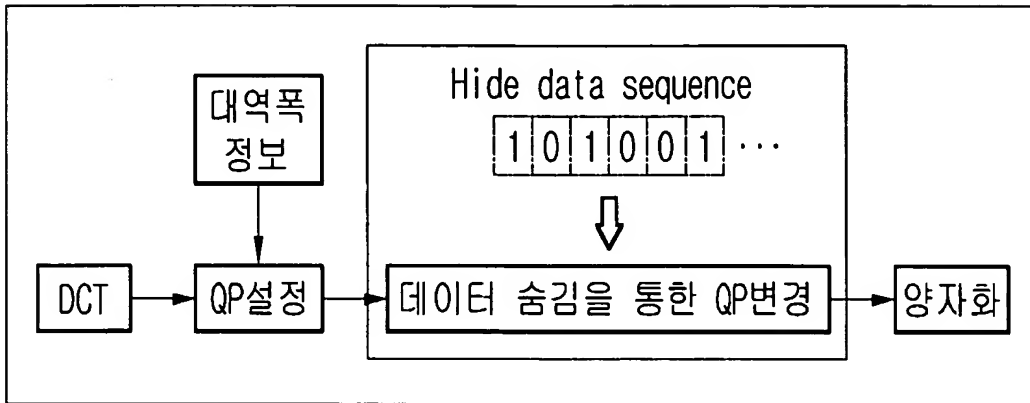 Hide data sequence
1 0 1 0 0 1 ···
대역폭
정보
DCT
QP설정
데이터 숨김을 통한 QP변경
양자화